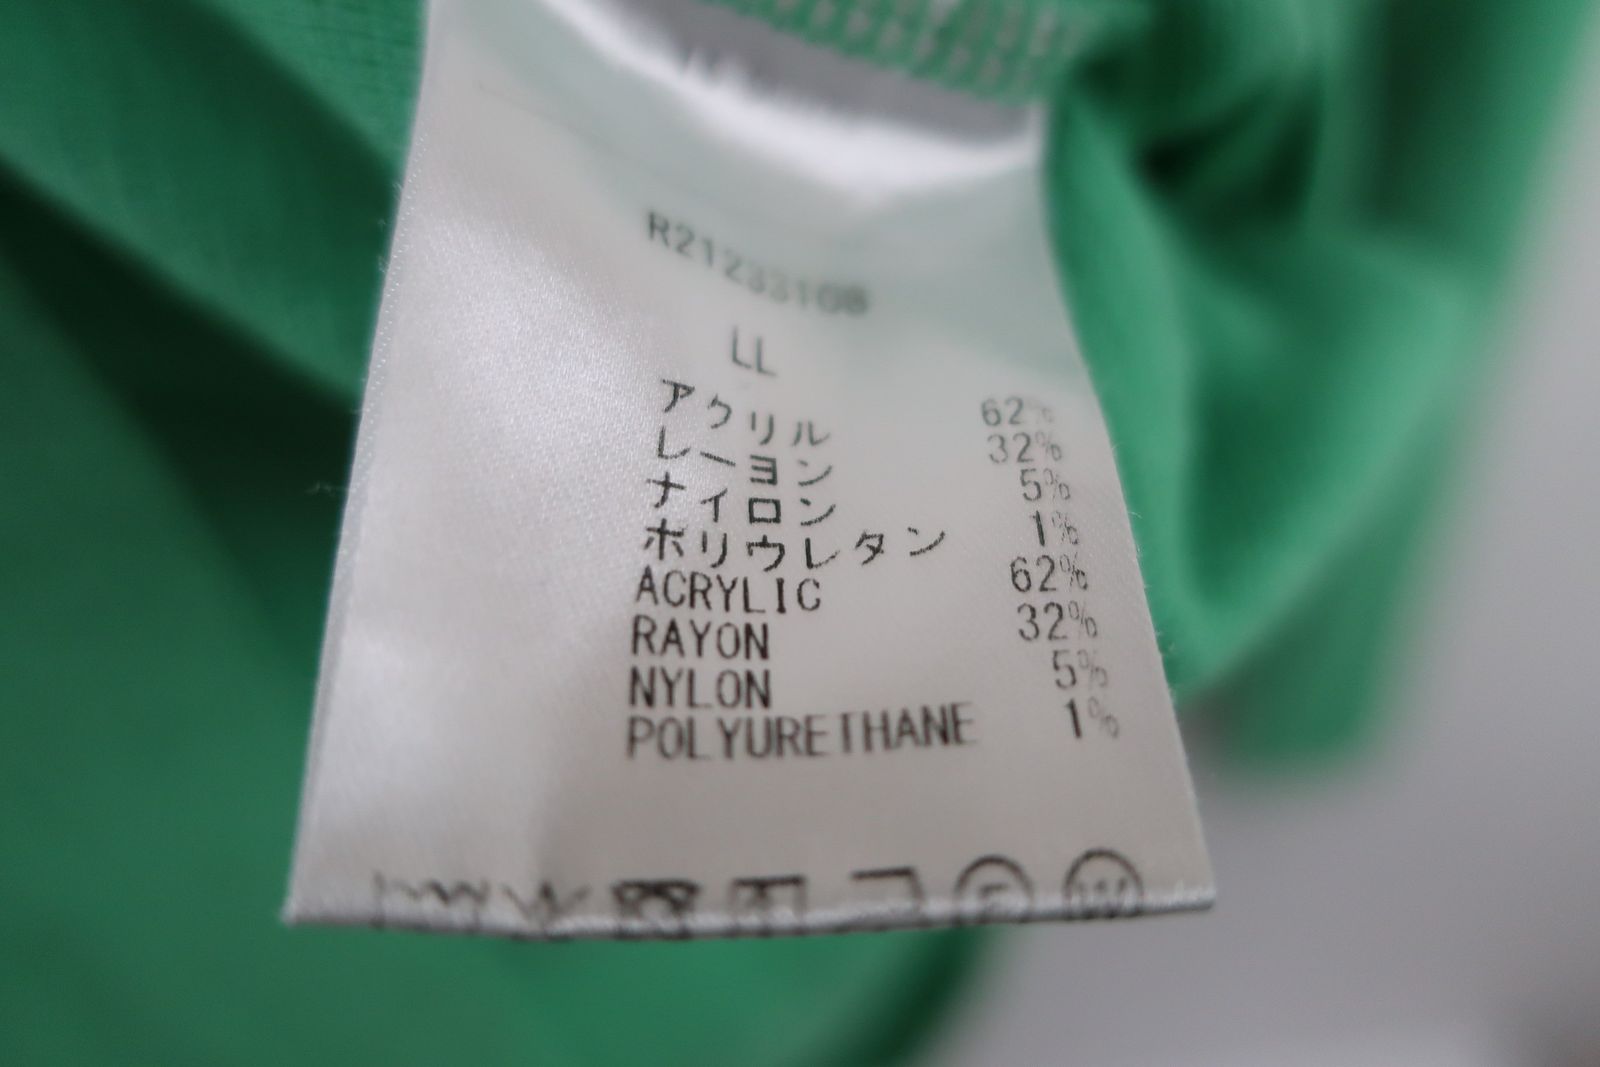 R21233108
LL
アクリル 62%
レーヨン 32%
ナイロン 5%
ポリウレタン 1%
ACRYLIC 62%
RAYON 32%
NYLON 5%
POLYURETHANE 1%